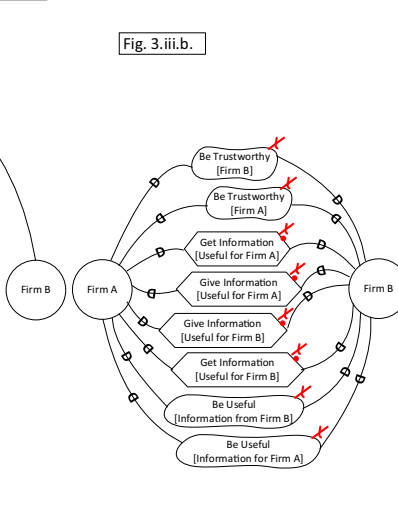 Fig. 3.iii.b.
Be Trustworthy
[Firm B]
Be Trustworthy
[Firm A]
Get Information
[Useful for Firm A]
Give Information
[Useful for Firm A]
Firm B
Firm A
Firm B
Give Information
[Useful for Firm B]
Get Information
[Useful for Firm B]
Be Useful
[Information from Firm B]
Be Useful
[Information for Firm A]